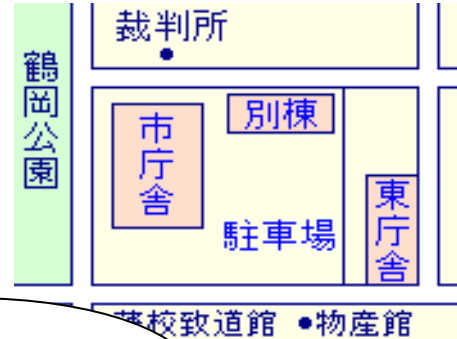 裁判所
鶴岡公園
市庁舎
別棟
駐車場
東庁舎
校致道館 ●物産館